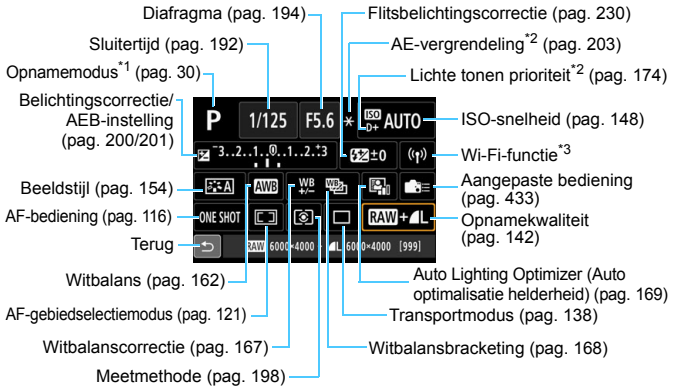 Diafragma (pag. 194)
Flitsbelichtingscorrectie (pag. 230)
Sluitertijd (pag. 192)
AE-vergrendeling*2 (pag. 203)
Opnamemodus*1 (pag. 30)
Lichte tonen prioriteit*2 (pag. 174)
Belichtingscorrectie/
AEB-instelling
(pag. 200/201)
P 1/125 F5.6 * ISO D+ AUTO
ISO-snelheid (pag. 148)
-3..2..1..0..1..2..+3 ±0
Wi-Fi-functie*3
Beeldstijl (pag. 154)
A AWB WB +/-
Aangepaste bediening
(pag. 433)
AF-bediening (pag. 116)
ONE SHOT RAW+L
Opnamekwaliteit
(pag. 142)
Terug
RAW 6000×4000 L 6000×4000 [999]
Witbalans (pag. 162)
Auto Lighting Optimizer (Auto
optimalisatie helderheid) (pag. 169)
AF-gebiedselectiemodus (pag. 121)
Transportmodus (pag. 138)
Witbalanscorrectie (pag. 167)
Witbalansbracketing (pag. 168)
Meetmethode (pag. 198)